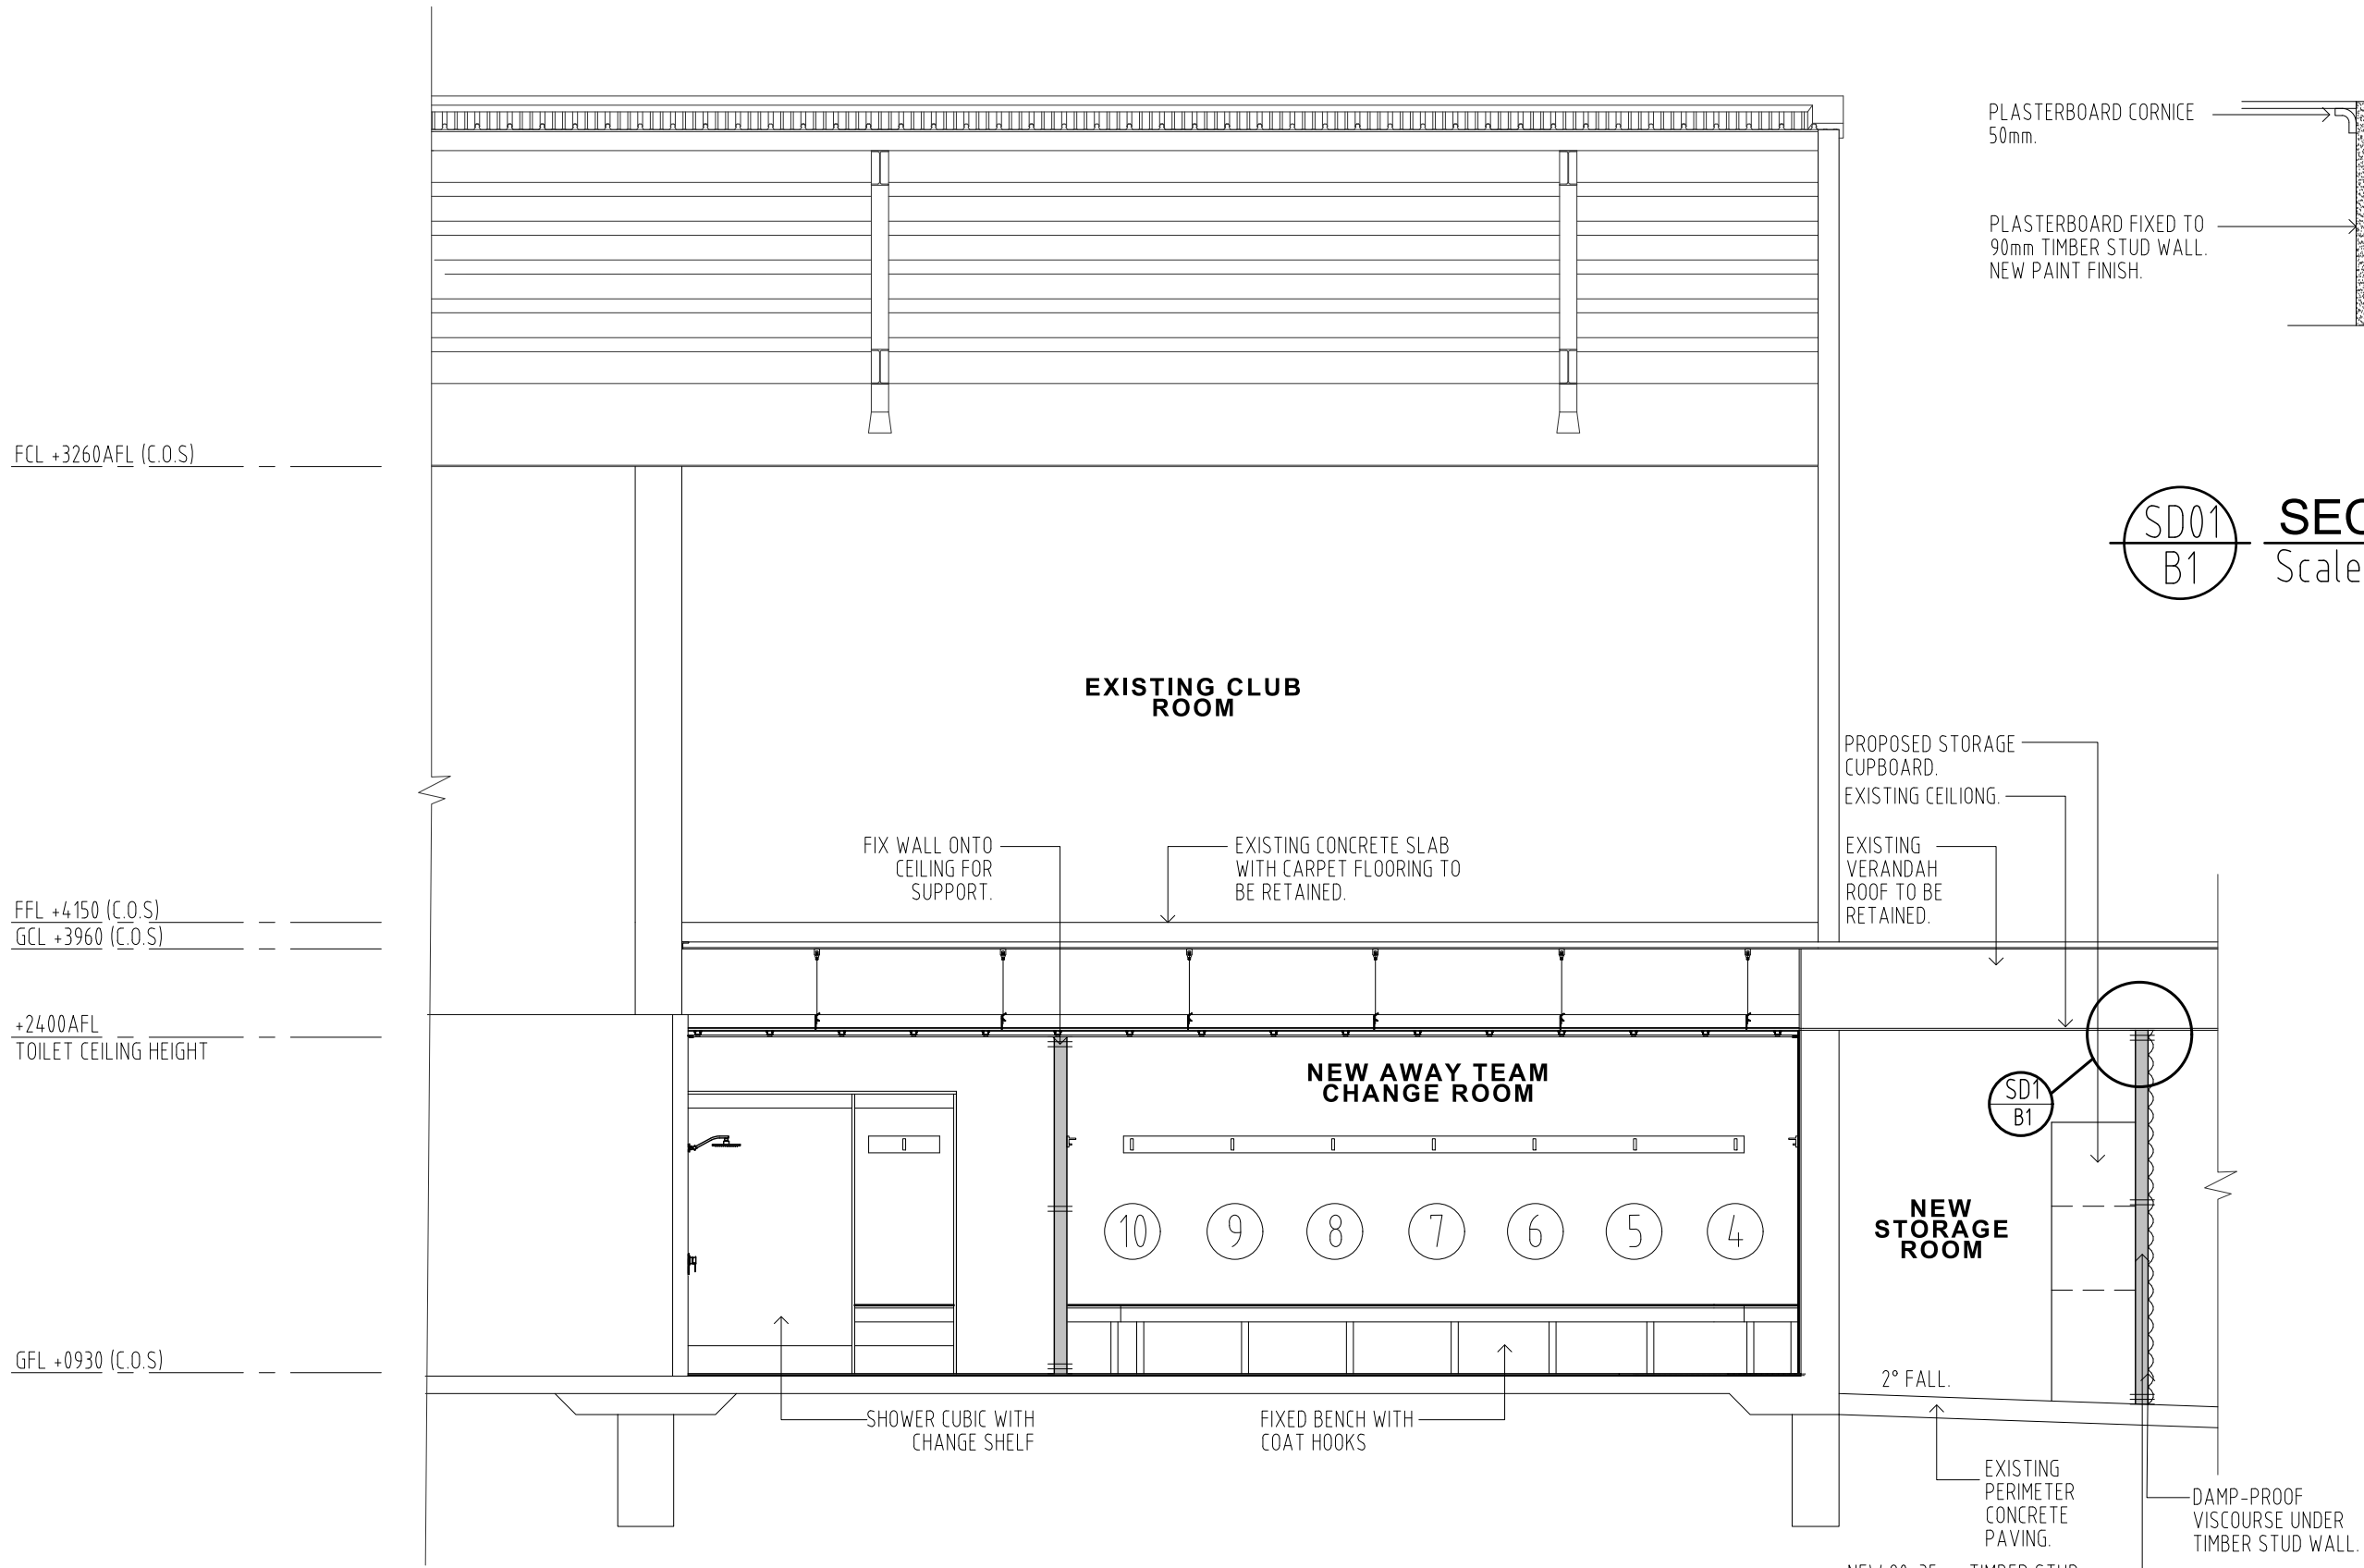 PLASTERBOARD CORNICE
50mm.
PLASTERBOARD FIXED TO
90mm TIMBER STUD WALL.
NEW PAINT FINISH.
FCL +3260AFL (C.O.S)
SD01
B1
Scale
EXISTING CLUB
ROOM
PROPOSED STORAGE
CUPBOARD.
EXISTING CEILIONG.
EXISTING
VERANDAH
ROOF TO BE
RETAINED.
FIX WALL ONTO
CEILING FOR
SUPPORT.
EXISTING CONCRETE SLAB
WITH CARPET FLOORING TO
BE RETAINED.
FFL +4150 (C.O.S)
GCL +3960 (C.O.S)
+2400AFL
TOILET CEILING HEIGHT
NEW AWAY TEAM
CHANGE ROOM
SD1
B1
10 9 8 7 6 5 4
NEW
STORAGE
ROOM
GFL +0930 (C.O.S)
2° FALL.
SHOWER CUBIC WITH
CHANGE SHELF
FIXED BENCH WITH
COAT HOOKS
EXISTING
PERIMETER
CONCRETE
PAVING.
DAMP-PROOF
VISCOURSE UNDER
TIMBER STUD WALL.
TIMBER STUD